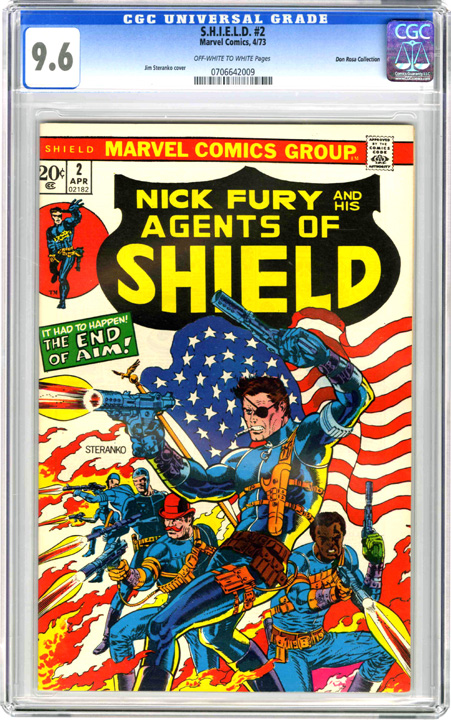 CGC UNIVERSAL GRADE
9.6
S.H.I.E.L.D. #2
Marvel Comics, 4/73
OFF-WHITE TO WHITE Pages
Jim Steranko cover
Don Rosa Collection
0706642009
CGC
SHIELD
MARVEL COMICS GROUP
APPROVED
BY THE
COMICS
CODE
AUTHORITY
20¢
CC
2
APR
02182
NICK FURY AND HIS
AGENTS OF
SHIELD
TM
IT HAD TO HAPPEN!
THE END
OF AIM!
STERANKO